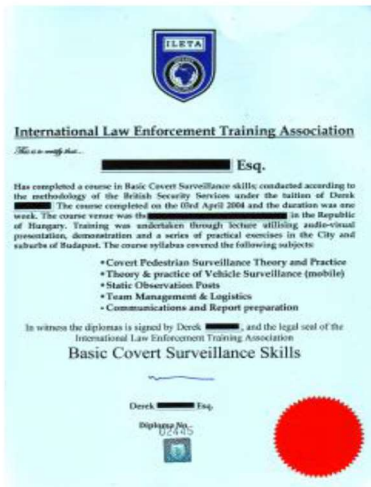 ILETA
International Law Enforcement Training Association
This is to certify that...
Esq.
Has completed a course in Basic Covert Surveillance skills; conducted according to
the methodology of the British Security Services under the tuition of Derek
The course completed on the 03rd April 2004 and the duration was one
week. The course venue was the in the Republic
of Hungary. Training was undertaken through lecture utilising audio-visual
presentation, demonstration and a series of practical exercises in the City and
suburbs of Budapest. The course syllabus covered the following subjects:
• Covert Pedestrian Surveillance Theory and Practice
• Theory & practice of Vehicle Surveillance (mobile)
• Static Observation Posts
• Team Management & Logistics
• Communications and Report preparation
In witness the diplomas is signed by Derek , and the legal seal of the
International Law Enforcement Training Association
Basic Covert Surveillance Skills
Derek Esq.
Diploma No.
02445